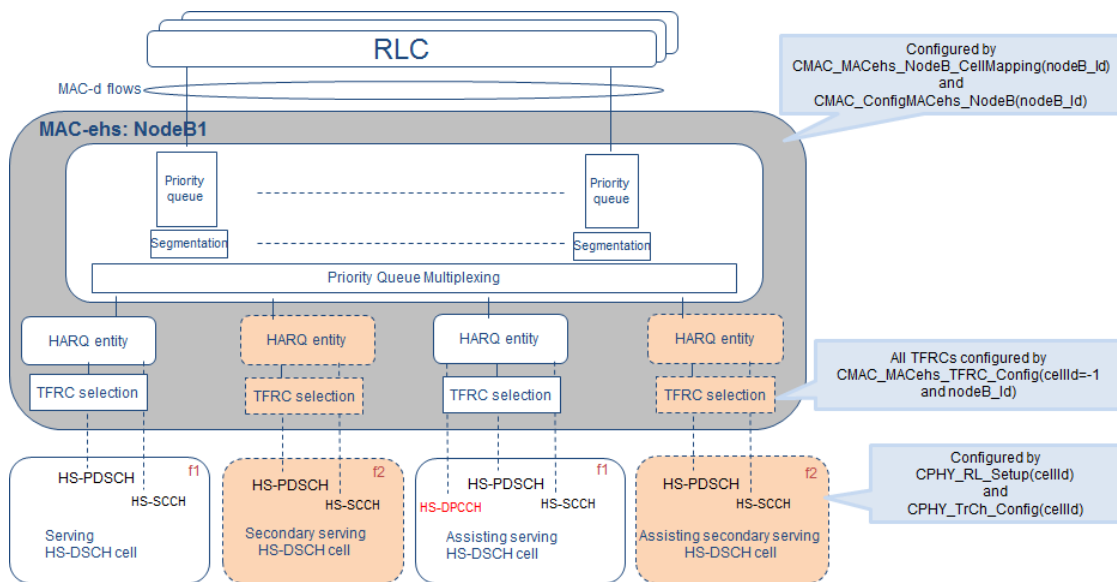 RLC
MAC-d flows
Configured by
CMAC_MACehs_NodeB_CellMapping(nodeB_Id)
and
CMAC_ConfigMACehs_NodeB(nodeB_Id)
MAC-ehs: NodeB1
Priority
queue
Priority
queue
Segmentation
Segmentation
Priority Queue Multiplexing
HARQ entity
HARQ entity
HARQ entity
HARQ entity
TFRC selection
TFRC selection
TFRC selection
TFRC selection
All TFRCs configured by
CMAC_MACehs_TFRC_Config(cellId=-1
and nodeB_Id)
f1
HS-PDSCH
HS-SCCH
Serving
HS-DSCH cell
f2
HS-PDSCH
HS-SCCH
Secondary serving
HS-DSCH cell
f1
HS-PDSCH
HS-DPCCH
HS-SCCH
Assisting serving
HS-DSCH cell
f2
HS-PDSCH
HS-SCCH
Assisting secondary serving
HS-DSCH cell
Configured by
CPHY_RL_Setup(cellId)
and
CPHY_TrCh_Config(cellId)